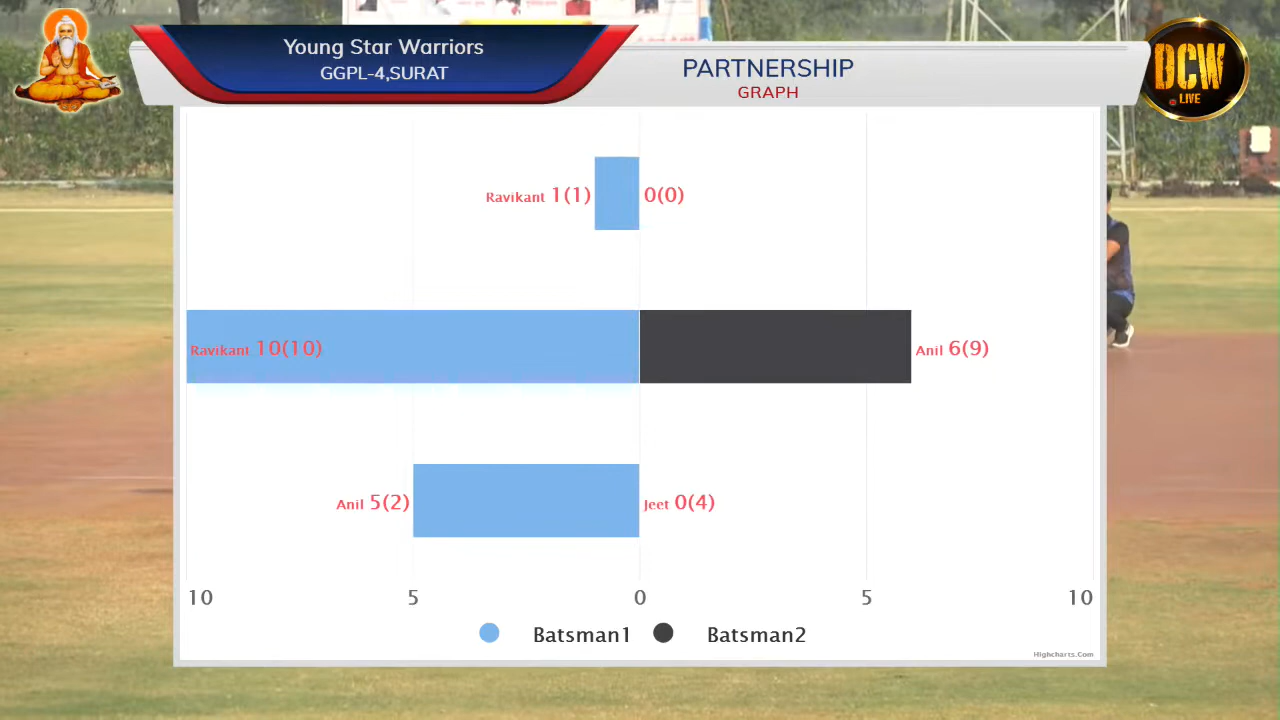 Young Star Warriors
GGPL-4,SURAT
PARTNERSHIP
GRAPH
DCW
LIVE
Ravikant 1(1) 0(0)
Ravikant 10(10) Anil 6(9)
Anil 5(2) Jeet 0(4)
10 5 0 5 10
Batsman1 Batsman2
Highcharts.Com